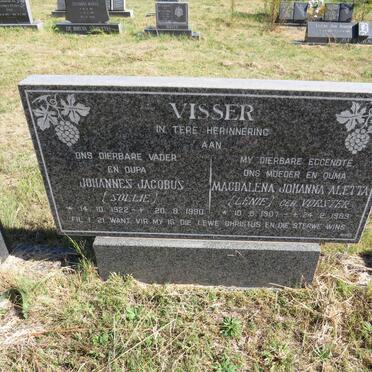 VISSER
IN TERE HERINNERING
AAN
ONS DIERBARE VADER
EN OUPA
JOHANNES JACOBUS
(SOLLIE)
* 14. 10. 1922 - † 20. 9. 1990
MY DIERBARE EGGENOTE
ONS MOEDER EN OUMA
MAGDALENA JOHANNA ALETTA
(LENIE) GEB VORSTER
* 10. 6. 1907 - † 24. 2. 1989
FIL 1:21 WANT VIR MY IS DIE LEWE CHRISTUS EN DIE STERWE WINS